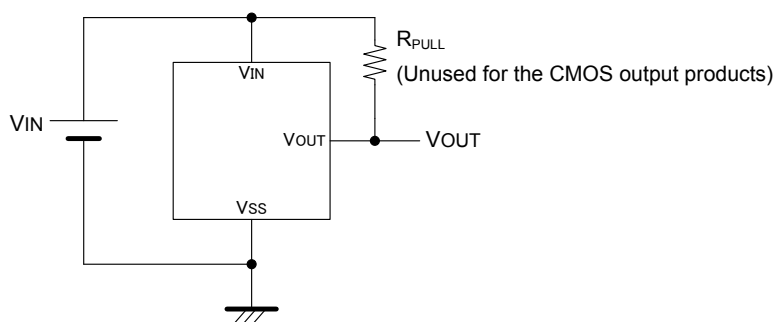 RPULL
(Unused for the CMOS output products)
VIN
VIN
VOUT
VOUT
VSS